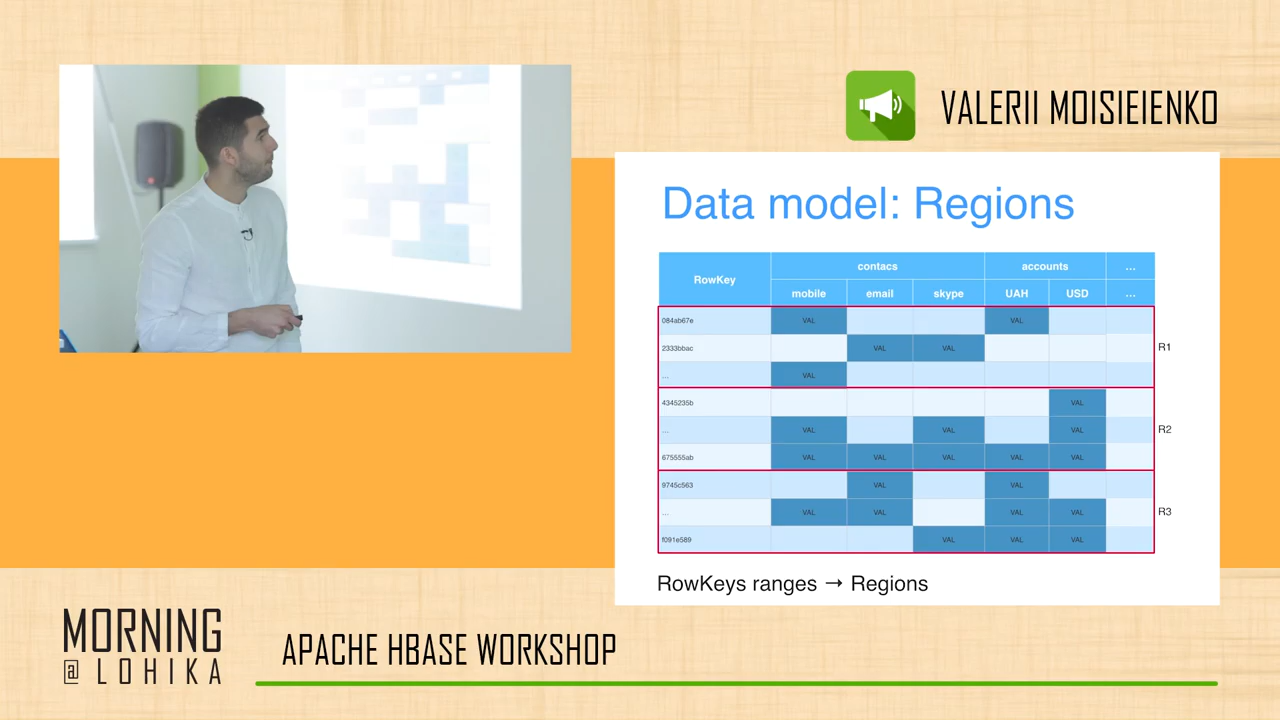 VALERII MOISIEIENKO
Data model: Regions
RowKey contacs accounts ...
mobile email skype UAH USD ...
084ab67e VAL VAL
2333bbac VAL VAL R1
... VAL
4345235b VAL
... VAL VAL VAL R2
675555ab VAL VAL VAL VAL VAL
9745c563 VAL VAL
... VAL VAL VAL VAL R3
f091e589 VAL VAL VAL
RowKeys ranges → Regions
MORNING
@ LOHIKA
APACHE HBASE WORKSHOP